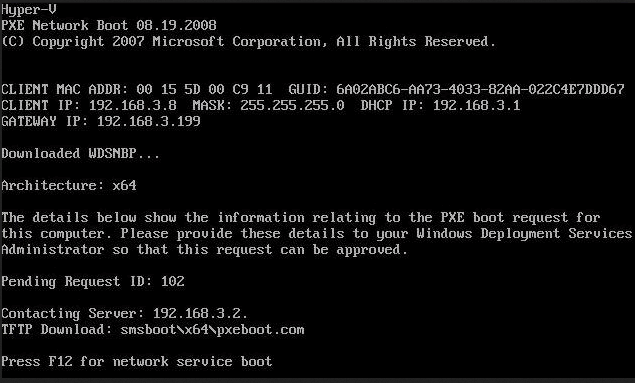 Hyper-V
PXE Network Boot 08.19.2008
(C) Copyright 2007 Microsoft Corporation, All Rights Reserved.
CLIENT MAC ADDR: 00 15 5D 00 C9 11  GUID: 6A02ABC6-AA73-4033-82AA-022C4E7DDD67
CLIENT IP: 192.168.3.8  MASK: 255.255.255.0  DHCP IP: 192.168.3.1
GATEWAY IP: 192.168.3.199
Downloaded WDSNBP...
Architecture: x64
The details below show the information relating to the PXE boot request for
this computer. Please provide these details to your Windows Deployment Services
Administrator so that this request can be approved.
Pending Request ID: 102
Contacting Server: 192.168.3.2.
TFTP Download: smsboot\x64\pxeboot.com
Press F12 for network service boot